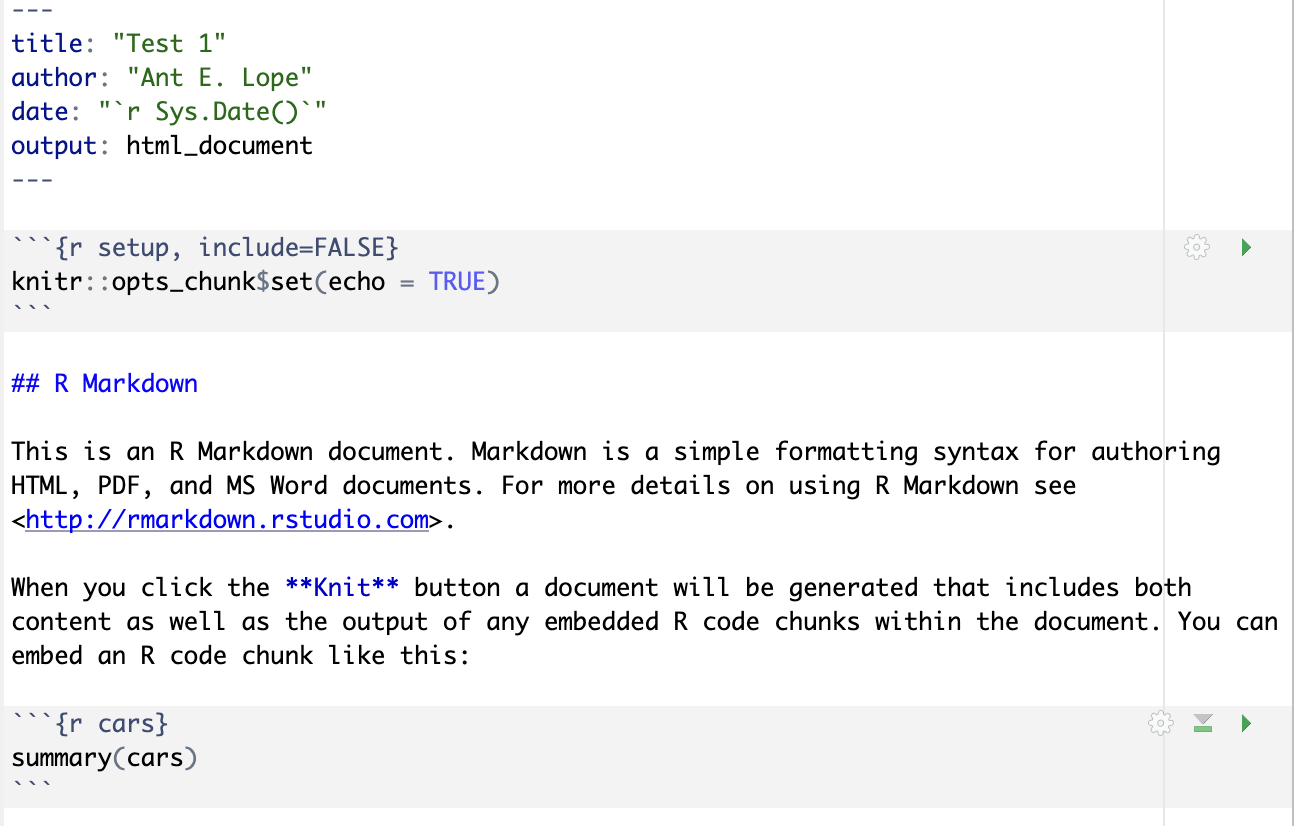 ---
title: "Test 1"
author: "Ant E. Lope"
date: "`r Sys.Date()`"
output: html_document
---
```{r setup, include=FALSE}
knitr::opts_chunk$set(echo = TRUE)
```
## R Markdown
This is an R Markdown document. Markdown is a simple formatting syntax for authoring
HTML, PDF, and MS Word documents. For more details on using R Markdown see
<http://rmarkdown.rstudio.com>.
When you click the **Knit** button a document will be generated that includes both
content as well as the output of any embedded R code chunks within the document. You can
embed an R code chunk like this:
```{r cars}
summary(cars)
```